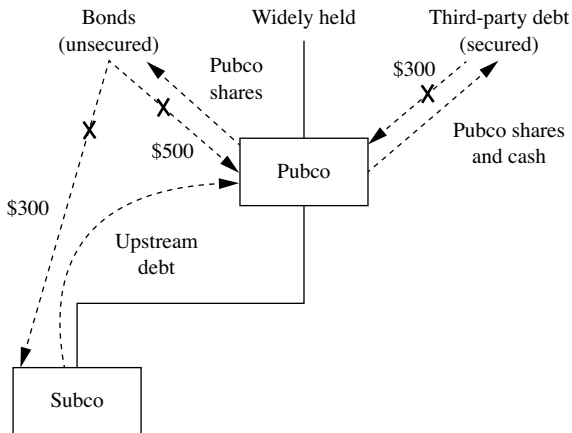 Bonds
(unsecured)
Widely held
Third-party debt
(secured)
Pubco
shares
$300
$500
Pubco shares
and cash
Pubco
$300
Upstream
debt
Subco